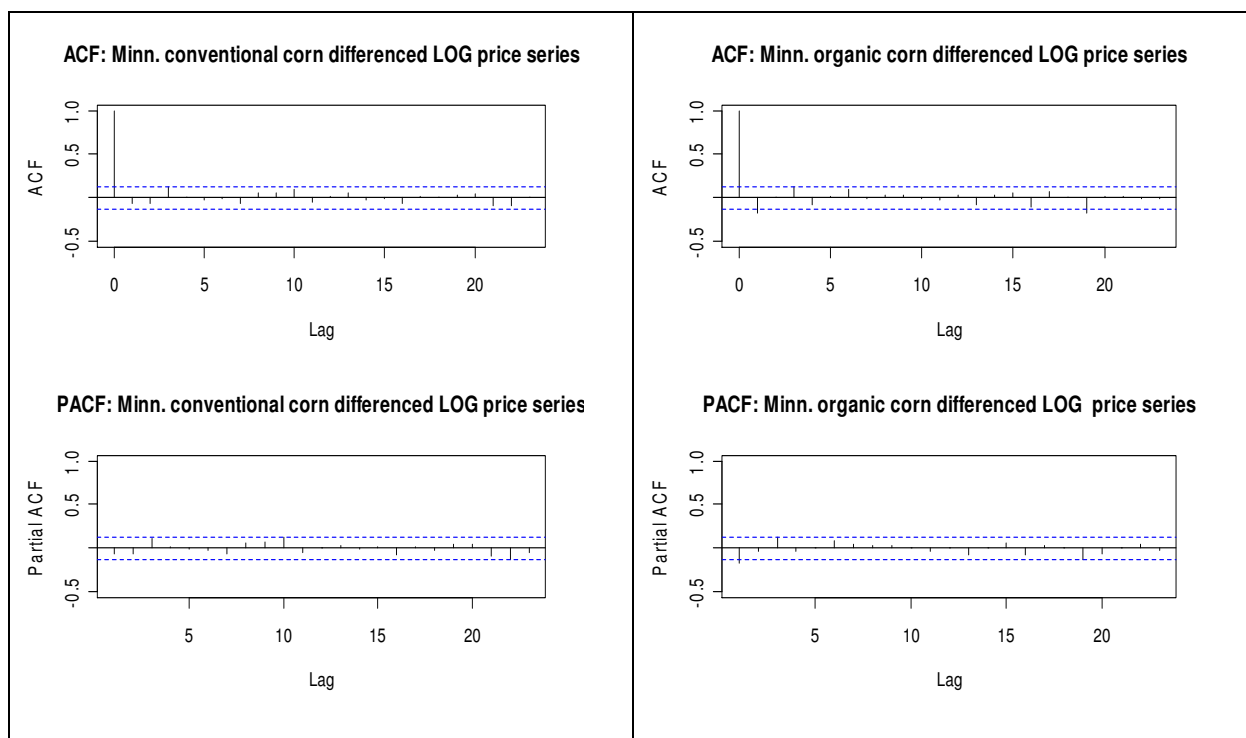 ACF: Minn. conventional corn differenced LOG price series
ACF
1.0
0.5
-0.5
0 5 10 15 20
Lag
PACF: Minn. conventional corn differenced LOG price series
Partial ACF
1.0
0.5
-0.5
5 10 15 20
Lag
ACF: Minn. organic corn differenced LOG price series
ACF
1.0
0.5
-0.5
0 5 10 15 20
Lag
PACF: Minn. organic corn differenced LOG price series
Partial ACF
1.0
0.5
-0.5
5 10 15 20
Lag